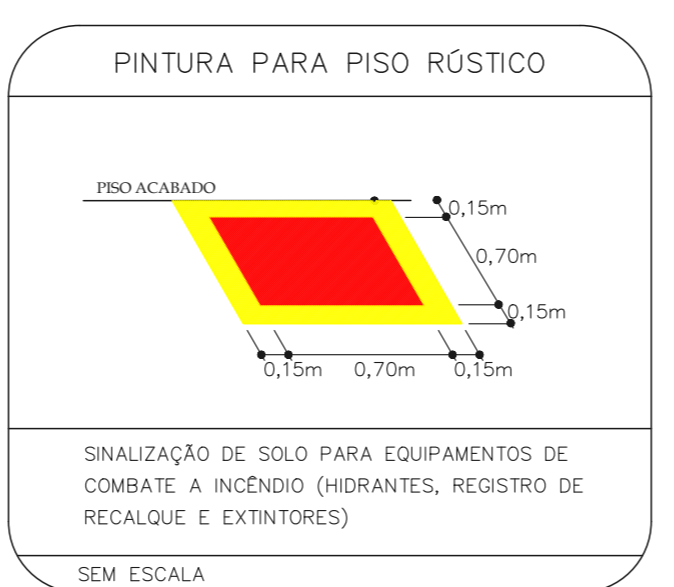 PINTURA PARA PISO RÚSTICO
PISO ACABADO
0,15m
0,70m
0,15m
0,15m 0,70m 0,15m
SINALIZAÇÃO DE SOLO PARA EQUIPAMENTOS DE
COMBATE A INCÊNDIO (HIDRANTES, REGISTRO DE
RECALQUE E EXTINTORES)
SEM ESCALA